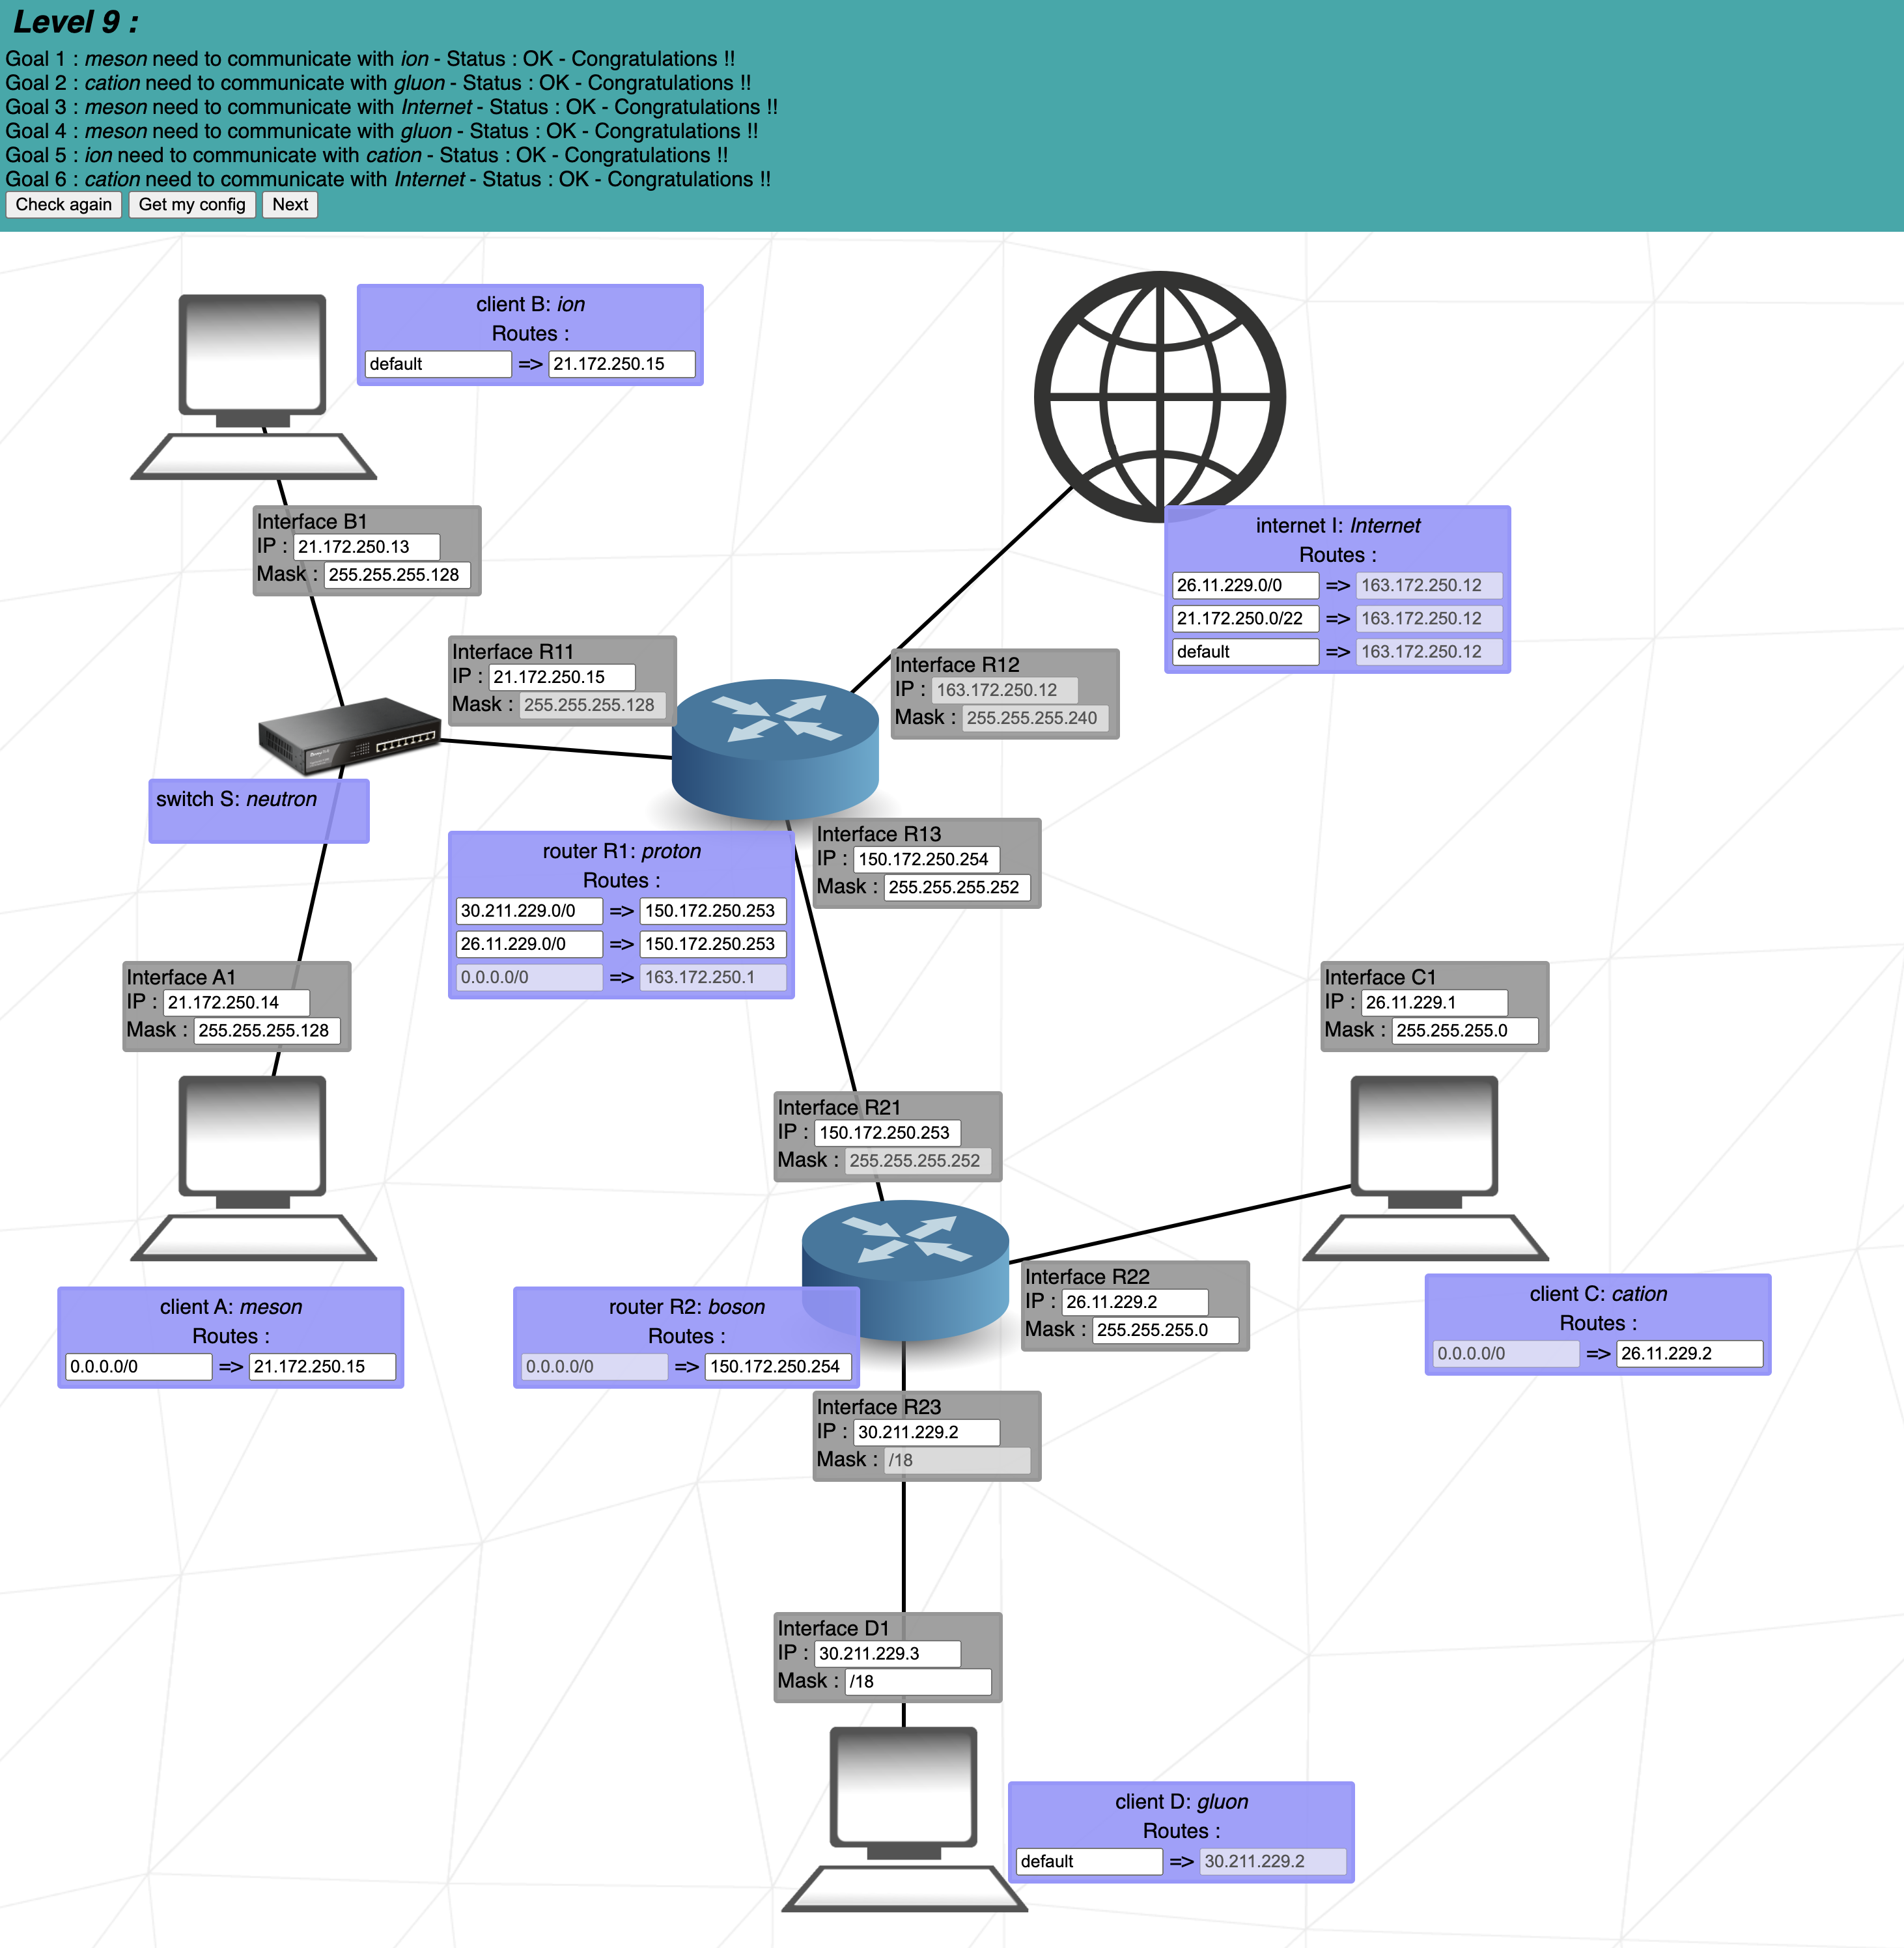 Level 9 :
Goal 1 : meson need to communicate with ion - Status : OK - Congratulations !!
Goal 2 : cation need to communicate with gluon - Status : OK - Congratulations !!
Goal 3 : meson need to communicate with Internet - Status : OK - Congratulations !!
Goal 4 : meson need to communicate with gluon - Status : OK - Congratulations !!
Goal 5 : ion need to communicate with cation - Status : OK - Congratulations !!
Goal 6 : cation need to communicate with Internet - Status : OK - Congratulations !!
Check again Get my config Next
client B: ion
Routes :
default => 21.172.250.15
Interface B1
IP : 21.172.250.13
Mask : 255.255.255.128
internet I: Internet
Routes :
26.11.229.0/0 => 163.172.250.12
21.172.250.0/22 => 163.172.250.12
default => 163.172.250.12
Interface R11
IP : 21.172.250.15
Mask : 255.255.255.128
Interface R12
IP : 163.172.250.12
Mask : 255.255.255.240
switch S: neutron
Interface R13
IP : 150.172.250.254
Mask : 255.255.255.252
router R1: proton
Routes :
30.211.229.0/0 => 150.172.250.253
26.11.229.0/0 => 150.172.250.253
0.0.0.0/0 => 163.172.250.1
Interface A1
IP : 21.172.250.14
Mask : 255.255.255.128
Interface C1
IP : 26.11.229.1
Mask : 255.255.255.0
Interface R21
IP : 150.172.250.253
Mask : 255.255.255.252
Interface R22
IP : 26.11.229.2
Mask : 255.255.255.0
client A: meson
Routes :
0.0.0.0/0 => 21.172.250.15
router R2: boson
Routes :
0.0.0.0/0 => 150.172.250.254
client C: cation
Routes :
0.0.0.0/0 => 26.11.229.2
Interface R23
IP : 30.211.229.2
Mask : /18
Interface D1
IP : 30.211.229.3
Mask : /18
client D: gluon
Routes :
default => 30.211.229.2